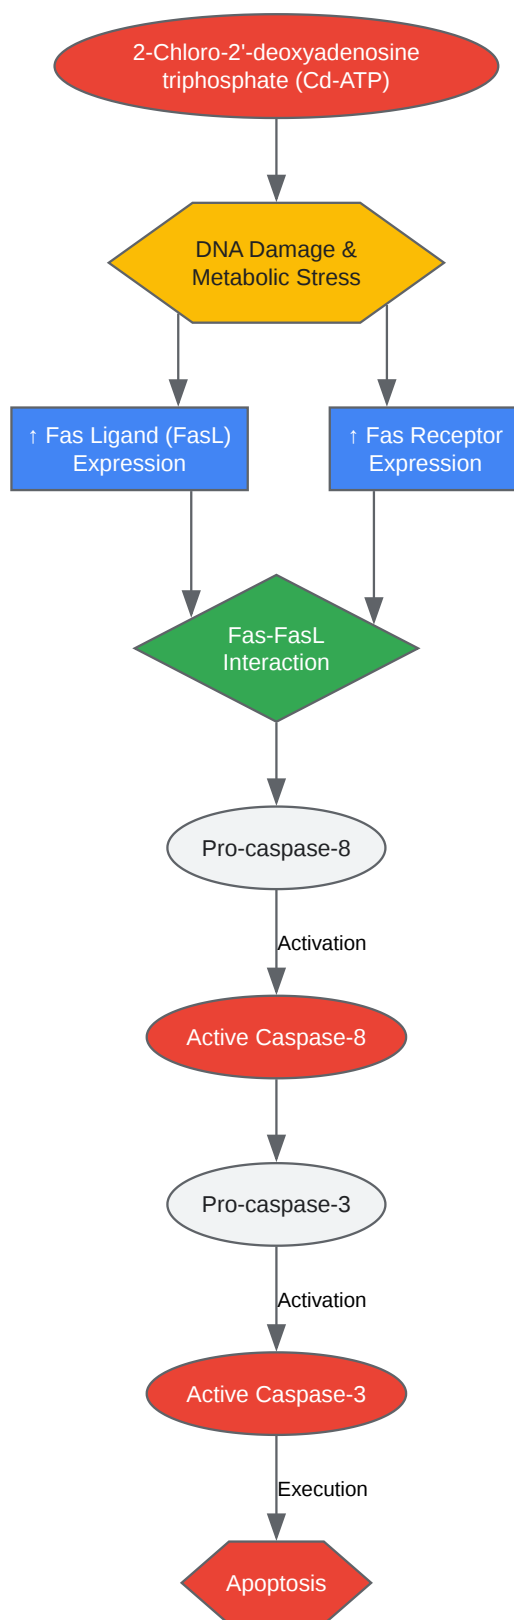 2-Chloro-2'-deoxyadenosine
triphosphate (Cd-ATP)
DNA Damage &
Metabolic Stress
↑ Fas Ligand (FasL)
Expression
↑ Fas Receptor
Expression
Fas-FasL
Interaction
Pro-caspase-8
Activation
Active Caspase-8
Pro-caspase-3
Activation
Active Caspase-3
Execution
Apoptosis